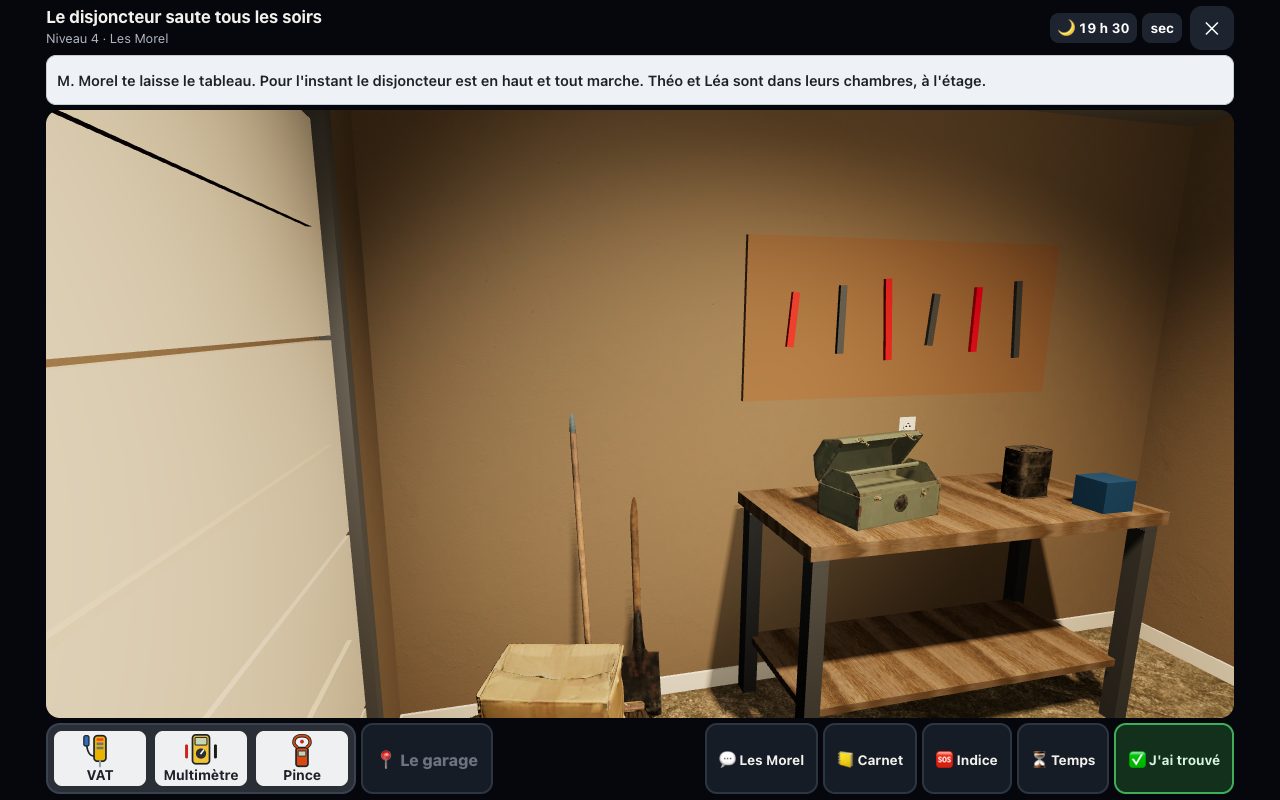 Le disjoncteur saute tous les soirs
Niveau 4 · Les Morel
🌙 19 h 30
sec
M. Morel te laisse le tableau. Pour l'instant le disjoncteur est en haut et tout marche. Théo et Léa sont dans leurs chambres, à l'étage.
VAT
Multimètre
Pince
📍 Le garage
💬 Les Morel
📒 Carnet
🆘 Indice
⏳ Temps
✅ J'ai trouvé